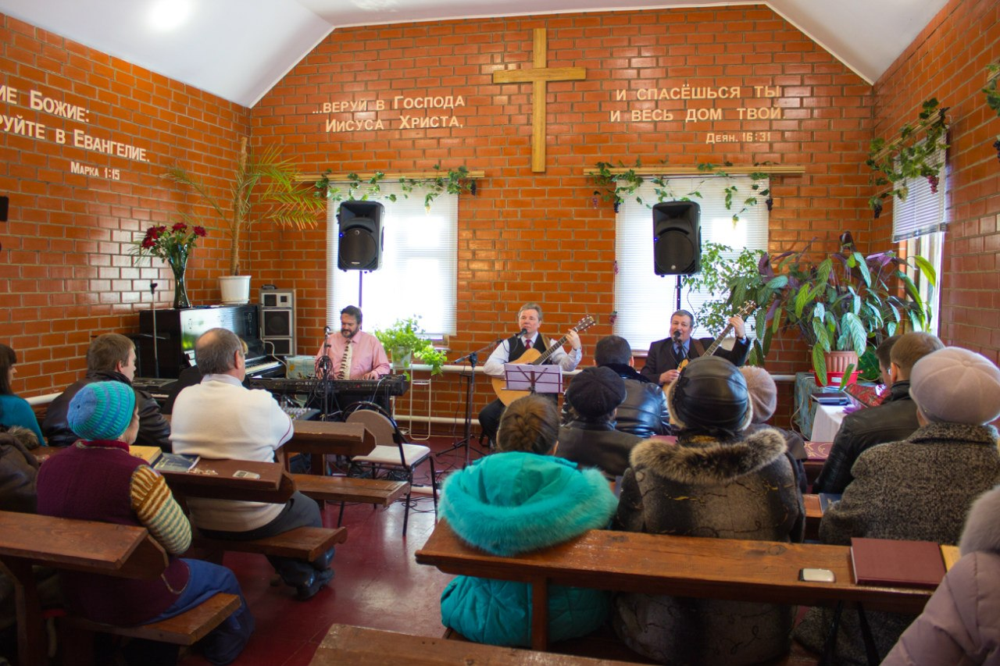 ИЕ БОЖИЕ:
РУЙТЕ В ЕВАНГЕЛИЕ.
МАРКА 1:15
...ВЕРУЙ В ГОСПОДА
ИИСУСА ХРИСТА,
И СПАСЁШЬСЯ ТЫ
И ВЕСЬ ДОМ ТВОЙ
ДЕЯН. 16:31